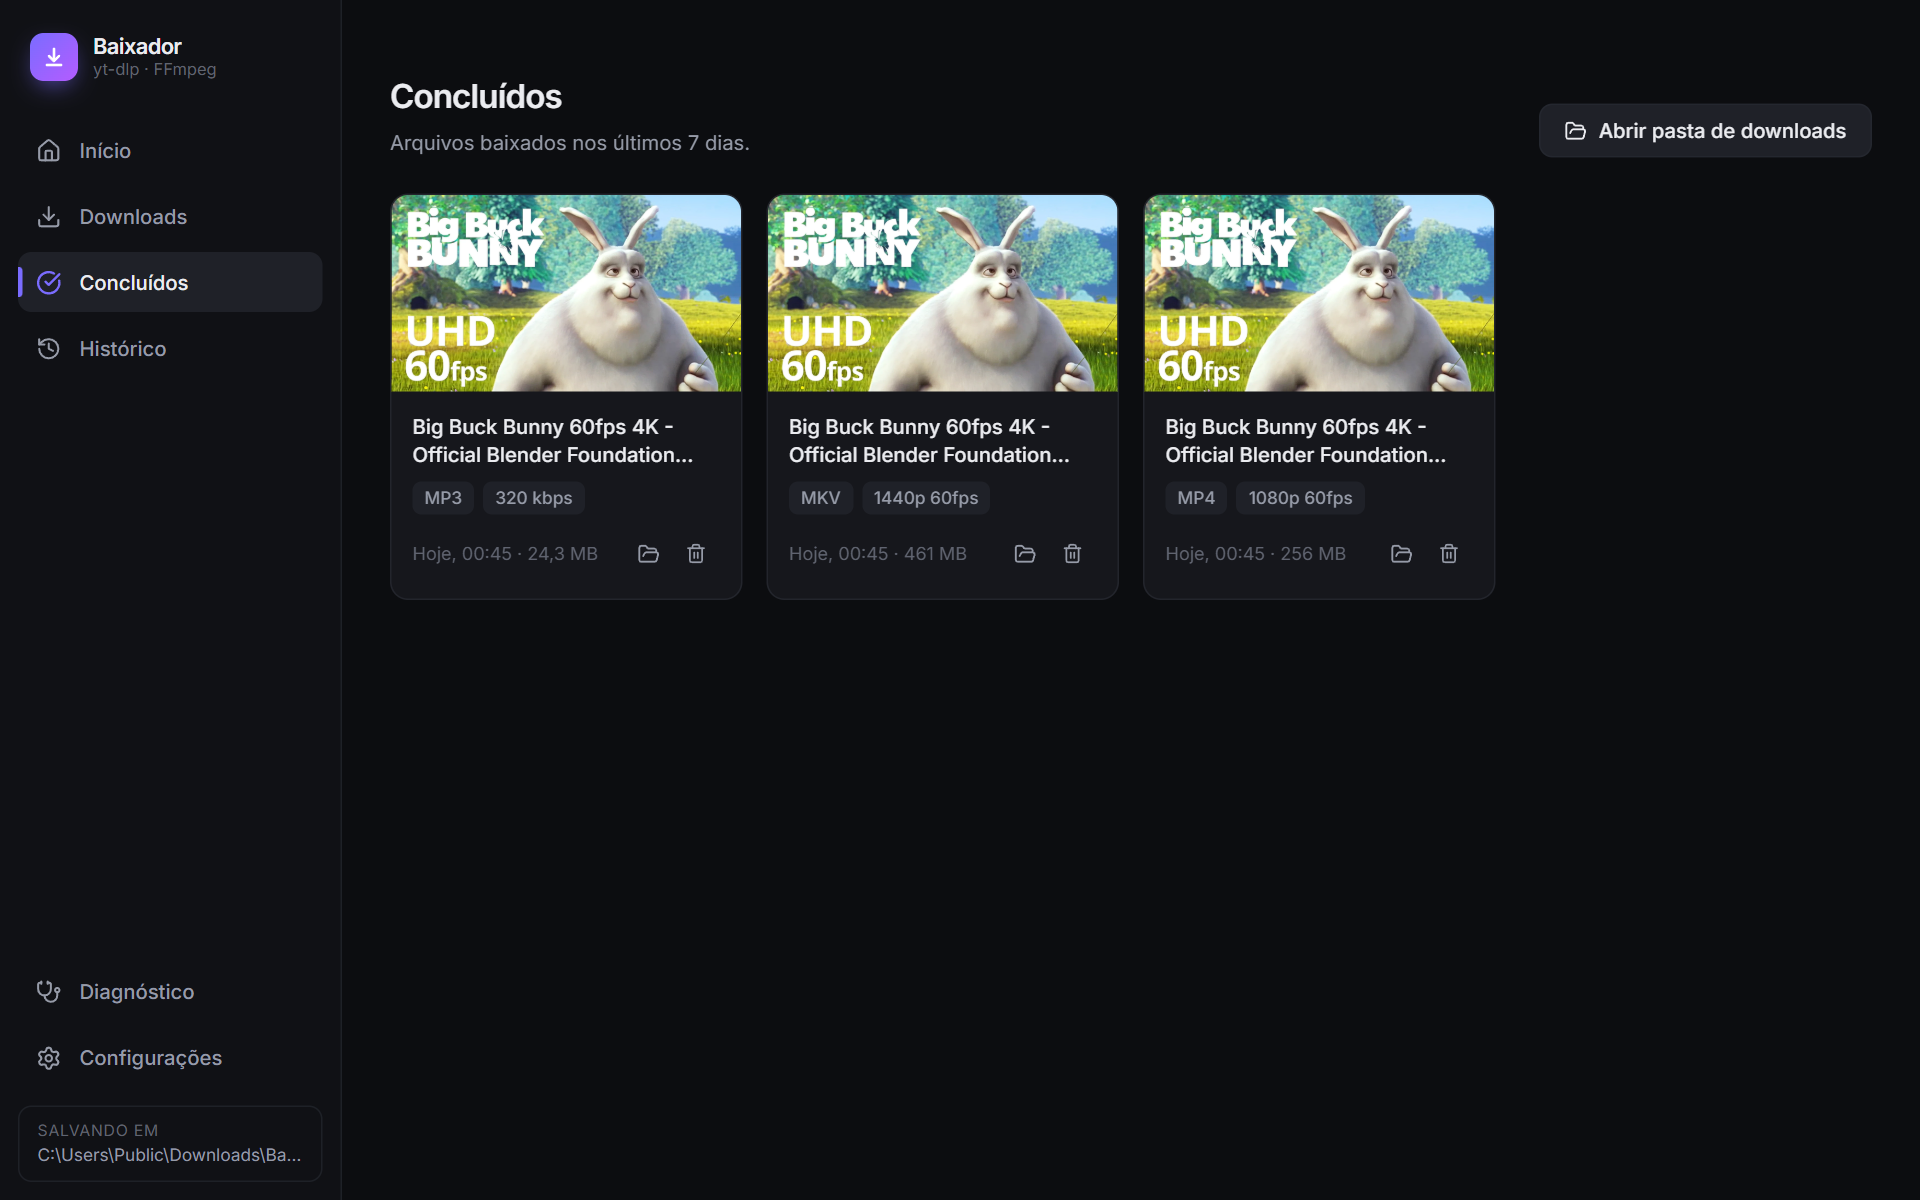 Baixador
yt-dlp · FFmpeg
Início
Downloads
Concluídos
Histórico
Diagnóstico
Configurações
SALVANDO EM
C:\Users\Public\Downloads\Ba...
Concluídos
Arquivos baixados nos últimos 7 dias.
Abrir pasta de downloads
Big Buck
BUNNY
UHD
60fps
Big Buck Bunny 60fps 4K -
Official Blender Foundation...
MP3
320 kbps
Hoje, 00:45 · 24,3 MB
Big Buck
BUNNY
UHD
60fps
Big Buck Bunny 60fps 4K -
Official Blender Foundation...
MKV
1440p 60fps
Hoje, 00:45 · 461 MB
Big Buck
BUNNY
UHD
60fps
Big Buck Bunny 60fps 4K -
Official Blender Foundation...
MP4
1080p 60fps
Hoje, 00:45 · 256 MB